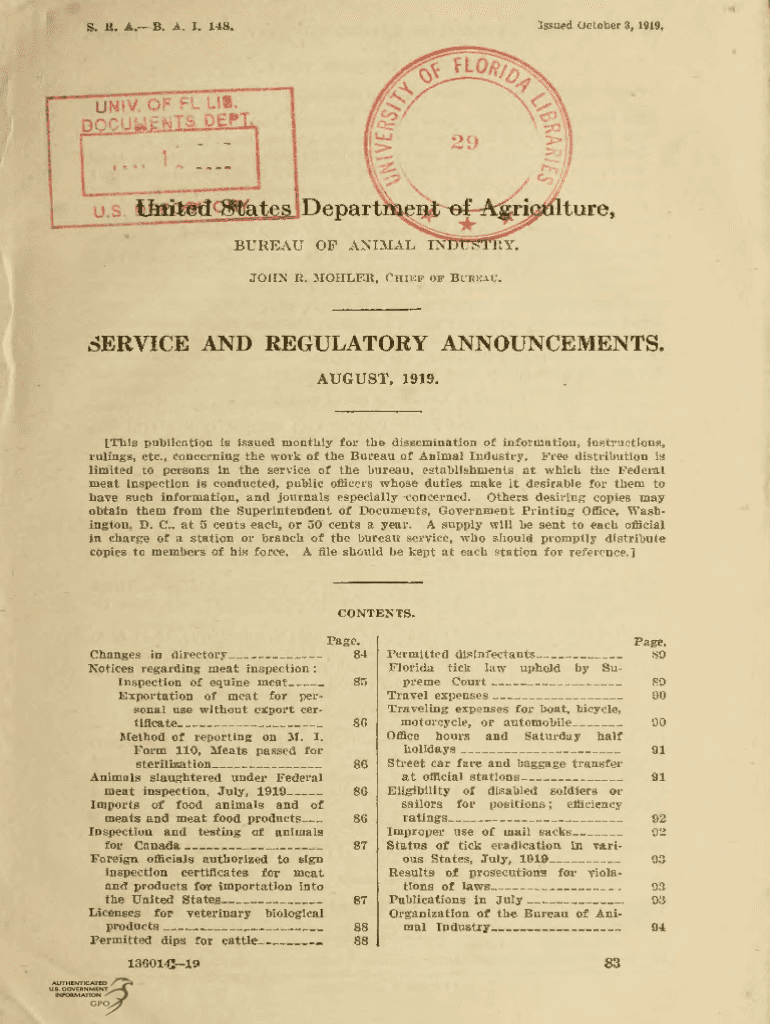 S. R. A.—B. A. I. 148.
Issued October 3, 1919.
UNIV. OF FL LIB.
DOCUMENTS DEPT.
U.S.
UNIVERSITY OF FLORIDA LIBRARIES
29
United States Department of Agriculture,
BUREAU OF ANIMAL INDUSTRY.
JOHN R. MOHLER, CHIEF OF BUREAU.
SERVICE AND REGULATORY ANNOUNCEMENTS.
AUGUST, 1919.
[This publication is issued monthly for the dissemination of information, instructions,
rulings, etc., concerning the work of the Bureau of Animal Industry. Free distribution is
limited to persons in the service of the bureau, establishments at which the Federal
meat inspection is conducted, public officers whose duties make it desirable for them to
have such information, and journals especially concerned. Others desiring copies may
obtain them from the Superintendent of Documents, Government Printing Office, Wash-
ington, D. C., at 5 cents each, or 50 cents a year. A supply will be sent to each official
in charge of a station or branch of the bureau service, who should promptly distribute
copies to members of his force. A file should be kept at each station for reference.]
CONTENTS.
Page.
Changes in directory 84
Notices regarding meat inspection:
Inspection of equine meat 85
Exportation of meat for per-
sonal use without export cer-
tificate 86
Method of reporting on M. I.
Form 110, Meats passed for
sterilization 86
Animals slaughtered under Federal
meat inspection, July, 1919 86
Imports of food animals and of
meats and meat food products 86
Inspection and testing of animals
for Canada 87
Foreign officials authorized to sign
inspection certificates for meat
and products for importation into
the United States 87
Licenses for veterinary biological
products 88
Permitted dips for cattle 88
Page.
Permitted disinfectants 89
Florida tick law upheld by Su-
preme Court 89
Travel expenses 90
Traveling expenses for boat, bicycle,
motorcycle, or automobile 90
Office hours and Saturday half
holidays 91
Street car fare and baggage transfer
at official stations 91
Eligibility of disabled soldiers or
sailors for positions; efficiency
ratings 92
Improper use of mail sacks 92
Status of tick eradication in vari-
ous States, July, 1919 93
Results of prosecutions for viola-
tions of laws 93
Publications in July 93
Organization of the Bureau of Ani-
mal Industry 94
136014°—19
83
AUTHENTICATED
U.S. GOVERNMENT
INFORMATION
GPO